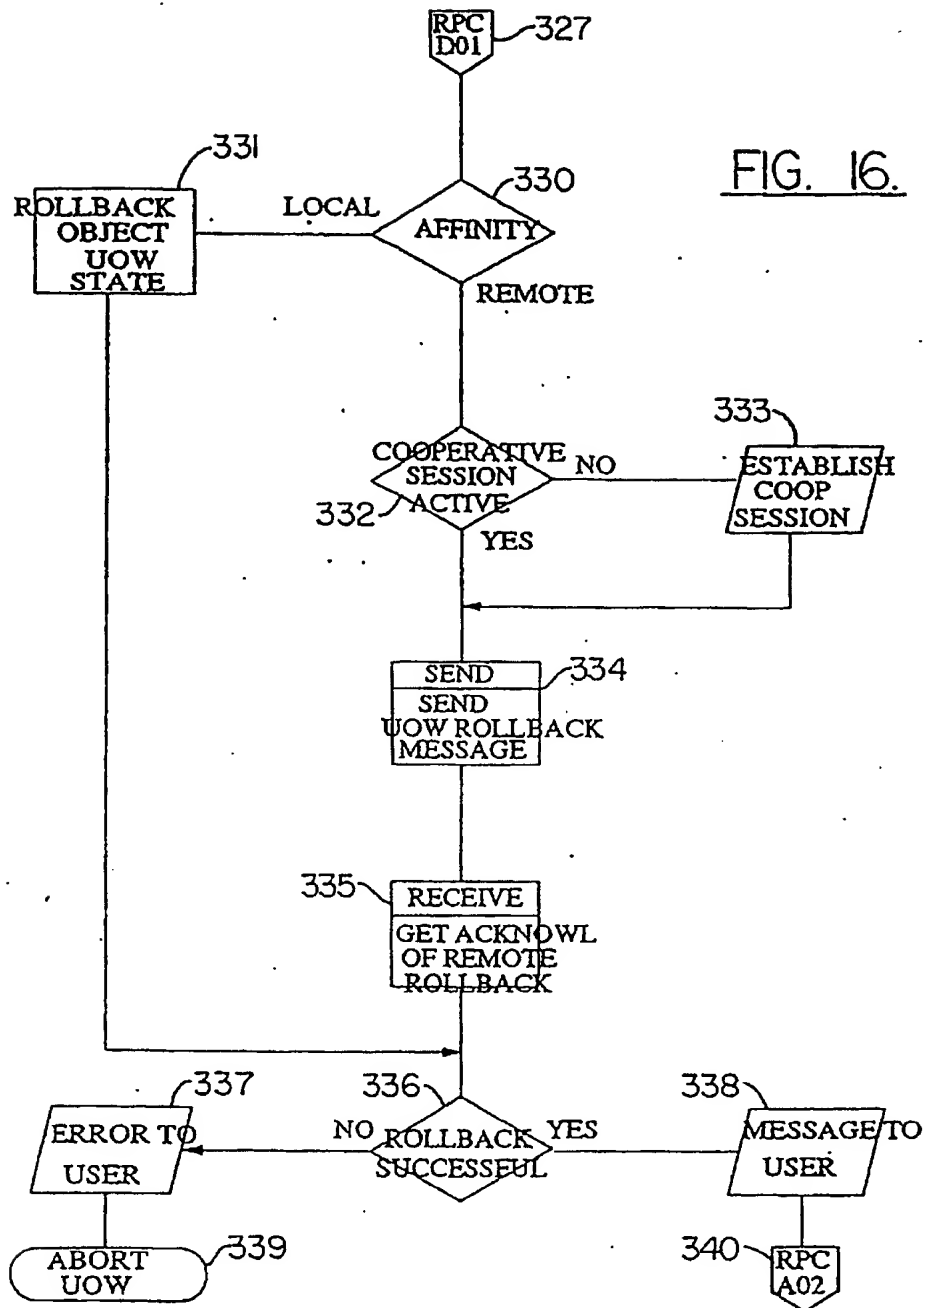 RPC
D01
327
FIG. 16.
331
330
ROLLBACK
OBJECT
UOW
STATE
LOCAL
AFFINITY
REMOTE
333
COOPERATIVE
SESSION
ACTIVE
332
NO
YES
ESTABLISH
COOP
SESSION
SEND
334
SEND
UOW ROLLBACK
MESSAGE
335
RECEIVE
GET ACKNOWL
OF REMOTE
ROLLBACK
337
336
338
ERROR TO
USER
NO
ROLLBACK
SUCCESSFUL
YES
MESSAGE TO
USER
ABORT
UOW
339
340
RPC
A02